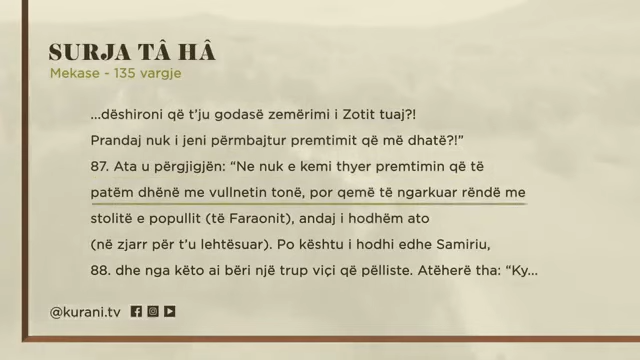 SURJA TÂ HÂ
Mekase - 135 vargje
...dëshironi që t’ju godasë zemërimi i Zotit tuaj?!
Prandaj nuk i jeni përmbajtur premtimit që më dhatë?!”
87. Ata u përgjigjën: “Ne nuk e kemi thyer premtimin që të
patëm dhënë me vullnetin tonë, por qemë të ngarkuar rëndë me
stolitë e popullit (të Faraonit), andaj i hodhëm ato
(në zjarr për t’u lehtësuar). Po kështu i hodhi edhe Samiriu,
88. dhe nga këto ai bëri një trup viçi që pëlliste. Atëherë tha: “Ky...
@kurani.tv